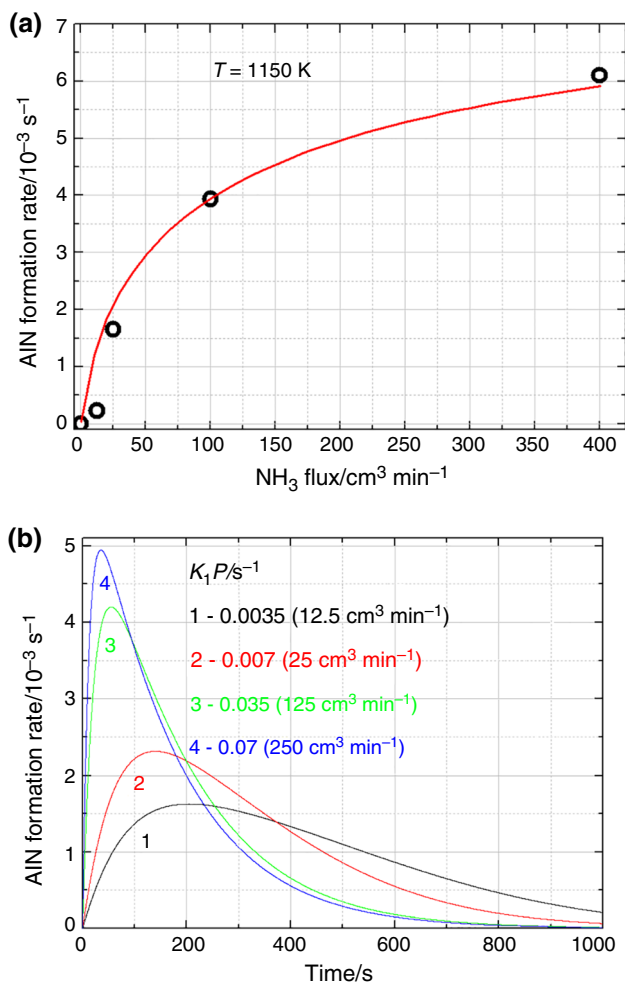 (a)
7
6
5
4
3
2
1
0
T = 1150 K
AlN formation rate/10⁻³ s⁻¹
0 50 100 150 200 250 300 350 400
NH₃ flux/cm³ min⁻¹
(b)
5
4
3
2
1
0
K₁P/s⁻¹
1 - 0.0035 (12.5 cm³ min⁻¹)
2 - 0.007 (25 cm³ min⁻¹)
3 - 0.035 (125 cm³ min⁻¹)
4 - 0.07 (250 cm³ min⁻¹)
4
3
2
1
AlN formation rate/10⁻³ s⁻¹
0 200 400 600 800 1000
Time/s